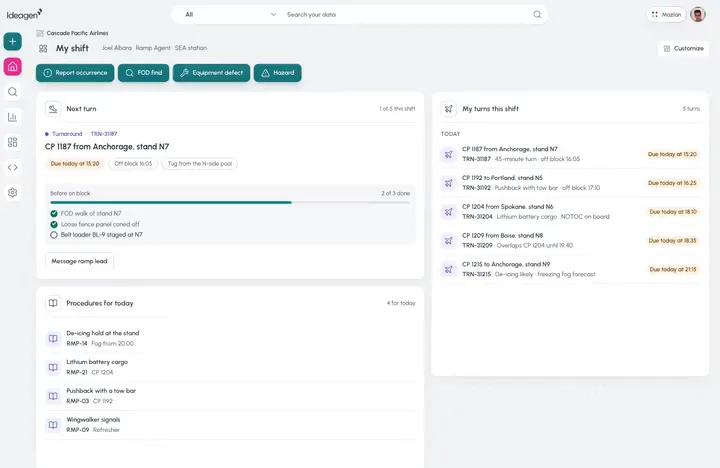 Ideagen
All
Search your data
Mazlan
Cascade Pacific Airlines
My shift
Joel Abara · Ramp Agent · SEA station
Customize
Report occurrence
FOD find
Equipment defect
Hazard
Next turn
1 of 5 this shift
Turnaround · TRN-31187
CP 1187 from Anchorage, stand N7
Due today at 15:20
Off block 16:05
Tug from the N-side pool
Before on block
2 of 3 done
FOD walk of stand N7
Loose fence panel coned off
Belt loader BL-9 staged at N7
Message ramp lead
Procedures for today
4 for today
De-icing hold at the stand
RMP-14 · Fog from 20:00
Lithium battery cargo
RMP-21 · CP 1204
Pushback with a tow bar
RMP-03 · CP 1192
Wingwalker signals
RMP-09 · Refresher
My turns this shift
5 turns
TODAY
CP 1187 from Anchorage, stand N7
TRN-31187 · 45-minute turn · off block 16:05
Due today at 15:20
CP 1192 to Portland, stand N5
TRN-31192 · Pushback with tow bar · off block 17:10
Due today at 16:25
CP 1204 from Spokane, stand N6
TRN-31204 · Lithium battery cargo · NOTOC on board
Due today at 18:10
CP 1209 from Boise, stand N8
TRN-31209 · Overlaps CP 1204 until 19:40
Due today at 18:35
CP 1215 to Anchorage, stand N9
TRN-31215 · De-icing likely · freezing fog forecast
Due today at 21:15